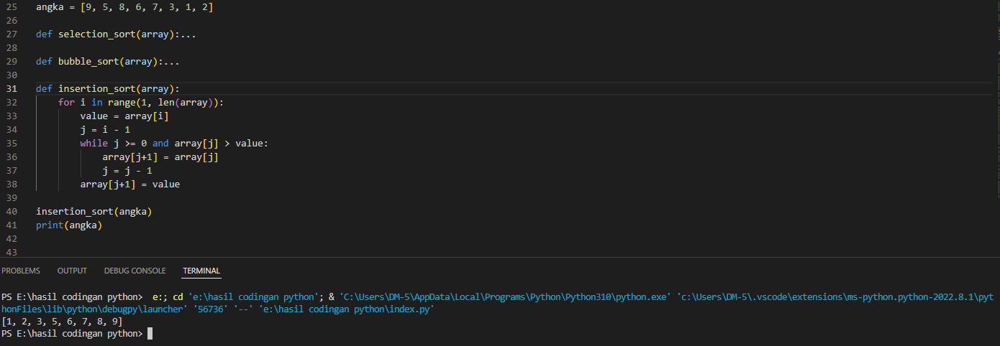 25 angka = [9, 5, 8, 6, 7, 3, 1, 2]
26
27 def selection_sort(array):...
28
29 def bubble_sort(array):...
30
31 def insertion_sort(array):
32     for i in range(1, len(array)):
33         value = array[i]
34         j = i - 1
35         while j >= 0 and array[j] > value:
36             array[j+1] = array[j]
37             j = j - 1
38         array[j+1] = value
39
40 insertion_sort(angka)
41 print(angka)
42
43
PROBLEMS OUTPUT DEBUG CONSOLE TERMINAL
PS E:\hasil codingan python>  e:; cd 'e:\hasil codingan python'; & 'C:\Users\DM-5\AppData\Local\Programs\Python\Python310\python.exe' 'c:\Users\DM-5\.vscode\extensions\ms-python.python-2022.8.1\pyt
honFiles\lib\python\debugpy\launcher' '56736' '--' 'e:\hasil codingan python\index.py'
[1, 2, 3, 5, 6, 7, 8, 9]
PS E:\hasil codingan python>